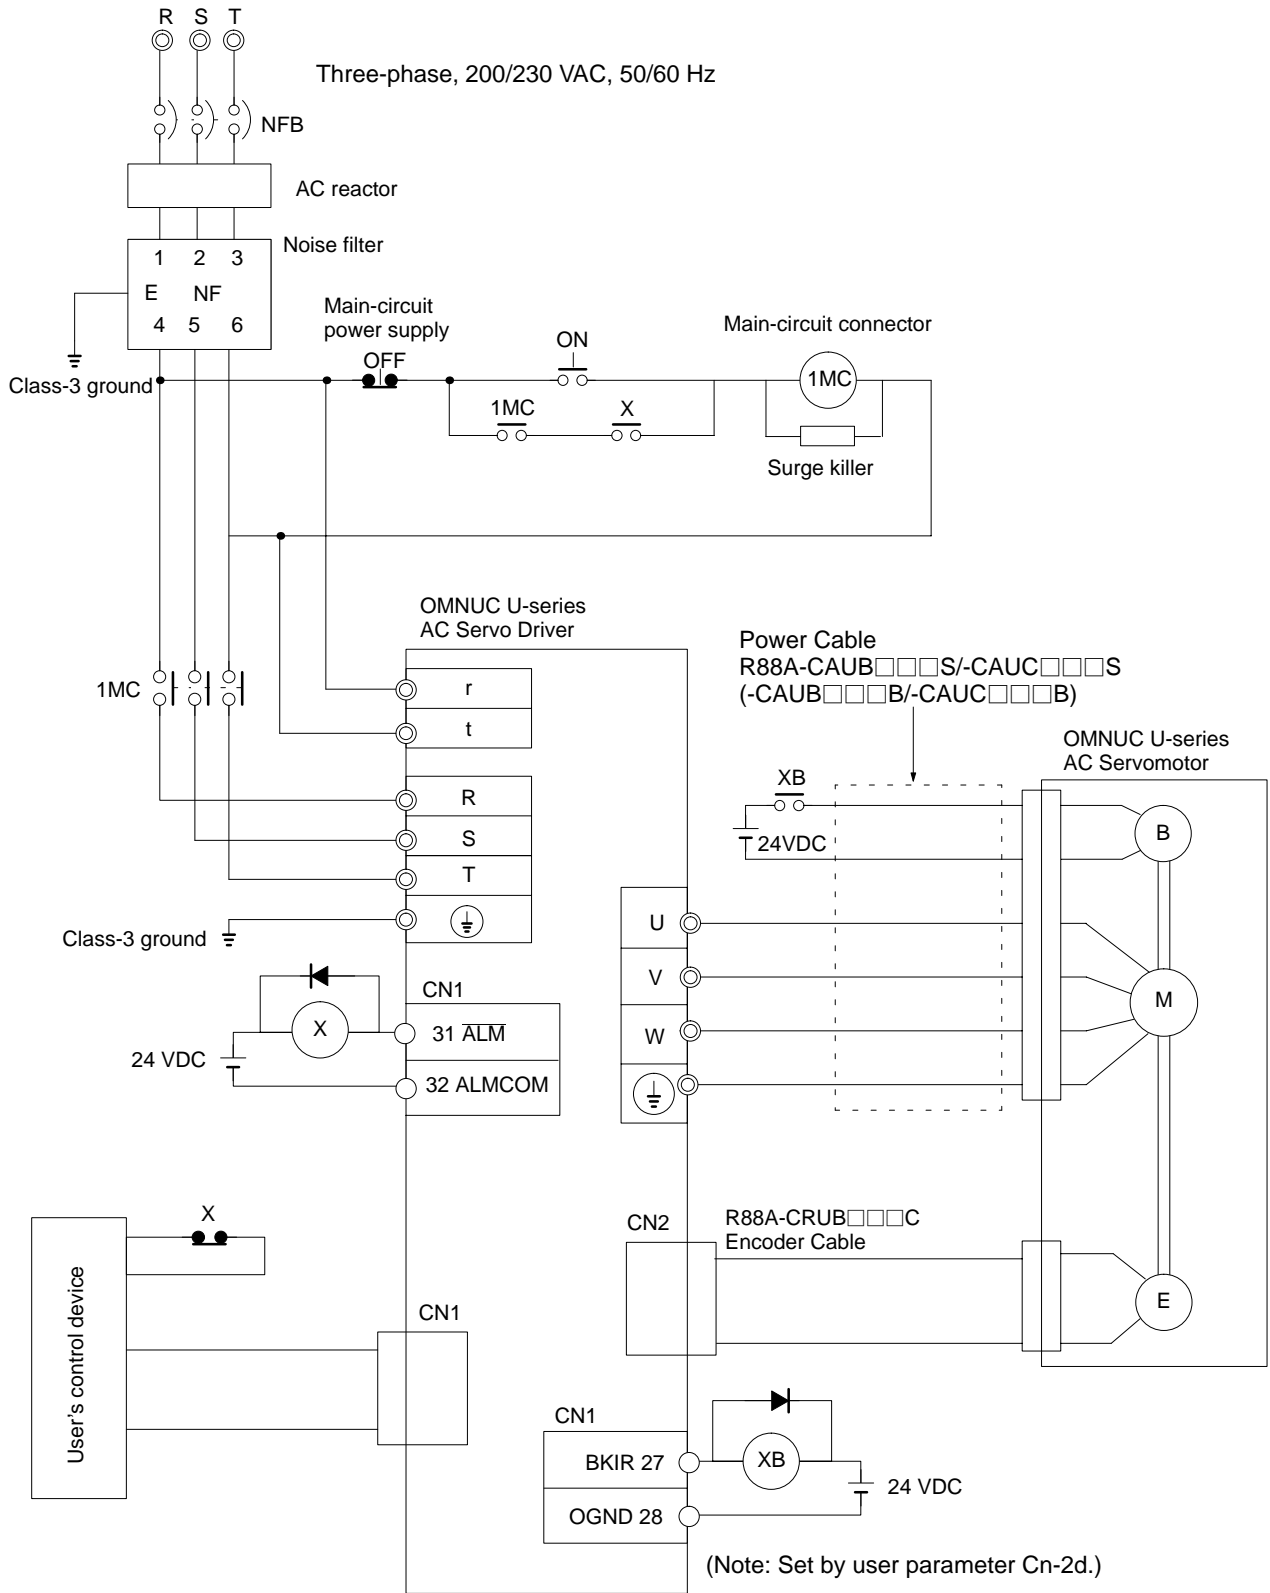 R S T
Three-phase, 200/230 VAC, 50/60 Hz
NFB
AC reactor
Noise filter
1 2 3
E NF
4 5 6
Class-3 ground
Main-circuit
power supply
OFF
ON
1MC X
Main-circuit connector
1MC
Surge killer
OMNUC U-series
AC Servo Driver
1MC
r
t
R
S
T
Class-3 ground
Power Cable
R88A-CAUB□□□S/-CAUC□□□S
(-CAUB□□□B/-CAUC□□□B)
OMNUC U-series
AC Servomotor
XB
24VDC
B
U
V
W
M
CN1
X
31 A̅L̅M̅
24 VDC
32 ALMCOM
CN2
R88A-CRUB□□□C
Encoder Cable
E
X
User's control device
CN1
CN1
BKIR 27
XB
24 VDC
OGND 28
(Note: Set by user parameter Cn-2d.)